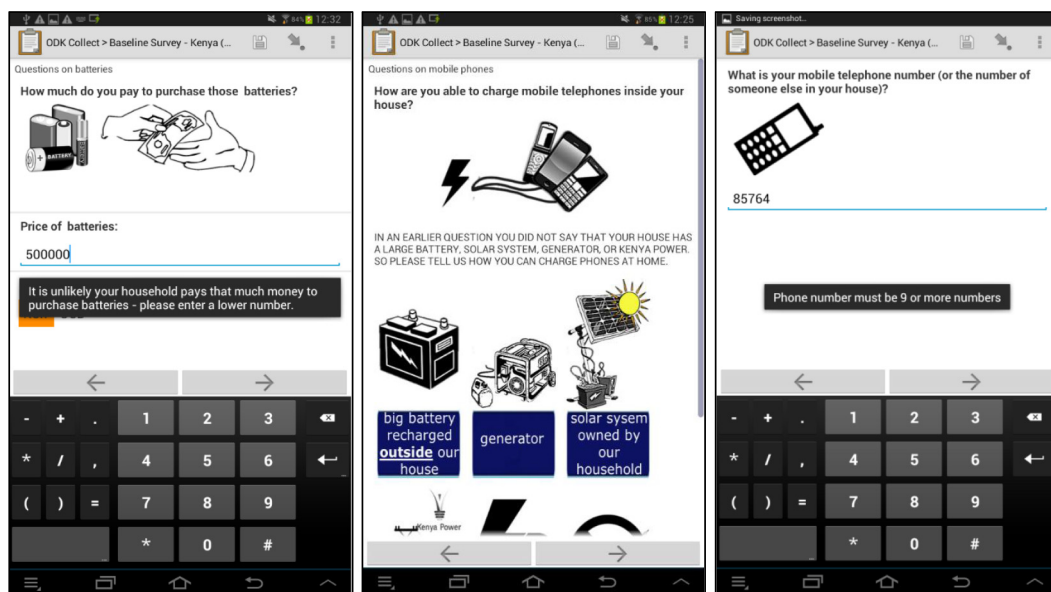 84% 12:32
ODK Collect > Baseline Survey - Kenya (...
Questions on batteries
How much do you pay to purchase those batteries?
BATTERY
Price of batteries:
500000
It is unlikely your household pays that much money to
purchase batteries - please enter a lower number.
- + . 1 2 3
* / , 4 5 6
( ) = 7 8 9
* 0 #
85% 12:25
ODK Collect > Baseline Survey - Kenya (...
Questions on mobile phones
How are you able to charge mobile telephones inside your
house?
IN AN EARLIER QUESTION YOU DID NOT SAY THAT YOUR HOUSE HAS
A LARGE BATTERY, SOLAR SYSTEM, GENERATOR, OR KENYA POWER.
SO PLEASE TELL US HOW YOU CAN CHARGE PHONES AT HOME.
big battery
recharged
outside our
house
generator
solar sysem
owned by
our
household
Kenya Power
Saving screenshot..
ODK Collect > Baseline Survey - Kenya (...
What is your mobile telephone number (or the number of
someone else in your house)?
85764
Phone number must be 9 or more numbers
- + . 1 2 3
* / , 4 5 6
( ) = 7 8 9
* 0 #